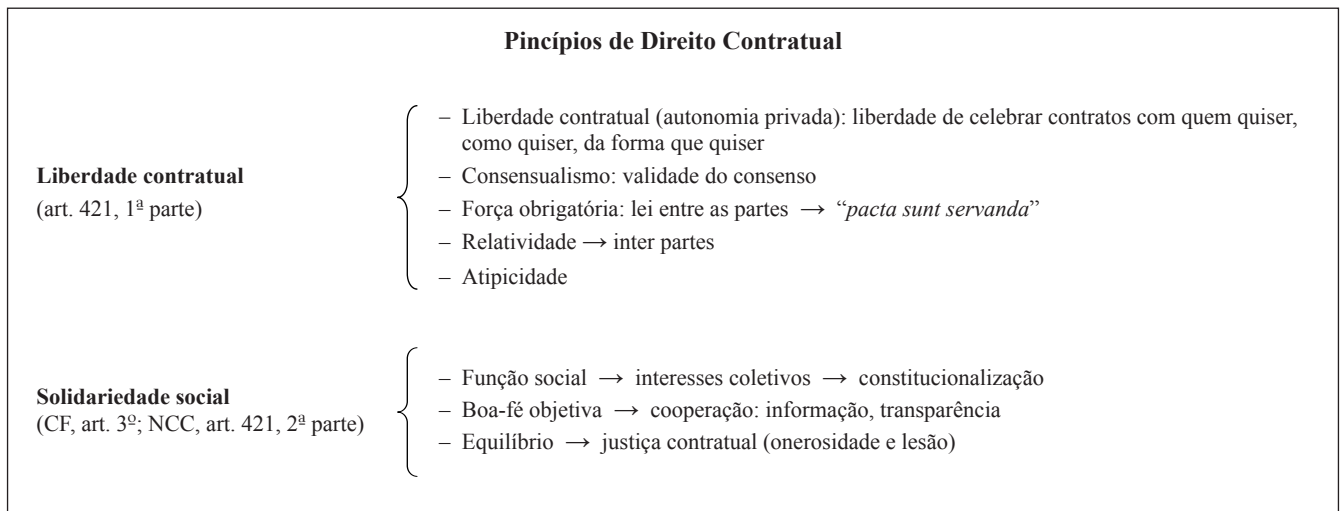 Pincípios de Direito Contratual
Liberdade contratual
(art. 421, 1ª parte)
– Liberdade contratual (autonomia privada): liberdade de celebrar contratos com quem quiser,
como quiser, da forma que quiser
– Consensualismo: validade do consenso
– Força obrigatória: lei entre as partes → “pacta sunt servanda”
– Relatividade → inter partes
– Atipicidade
Solidariedade social
(CF, art. 3º; NCC, art. 421, 2ª parte)
– Função social → interesses coletivos → constitucionalização
– Boa-fé objetiva → cooperação: informação, transparência
– Equilíbrio → justiça contratual (onerosidade e lesão)